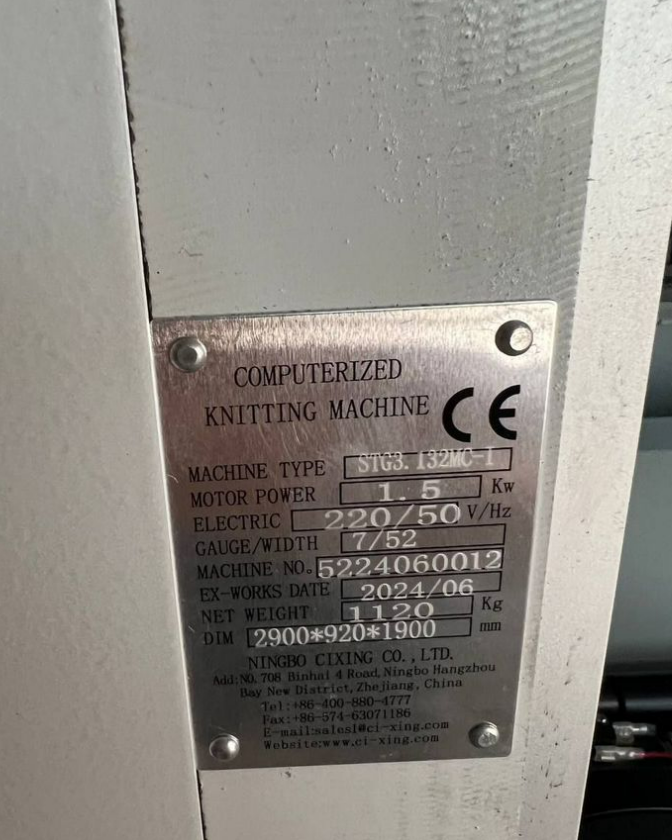 COMPUTERIZED
KNITTING MACHINE CE
MACHINE TYPE STG3.132MC-I
MOTOR POWER 1.5 Kw
ELECTRIC 220/50 V/Hz
GAUGE/WIDTH 7/52
MACHINE NO. 5224060012
EX-WORKS DATE 2024/06
NET WEIGHT 1120 Kg
DIM 2900*920*1900 mm
NINGBO CIXING CO., LTD.
Add:NO.708 Binhai 4 Road, Ningbo Hangzhou
Bay New District, Zhejiang, China
Tel:+86-400-880-4777
Fax:+86-574-63071186
E-mail:sales1@ci-xing.com
Website:www.ci-xing.com